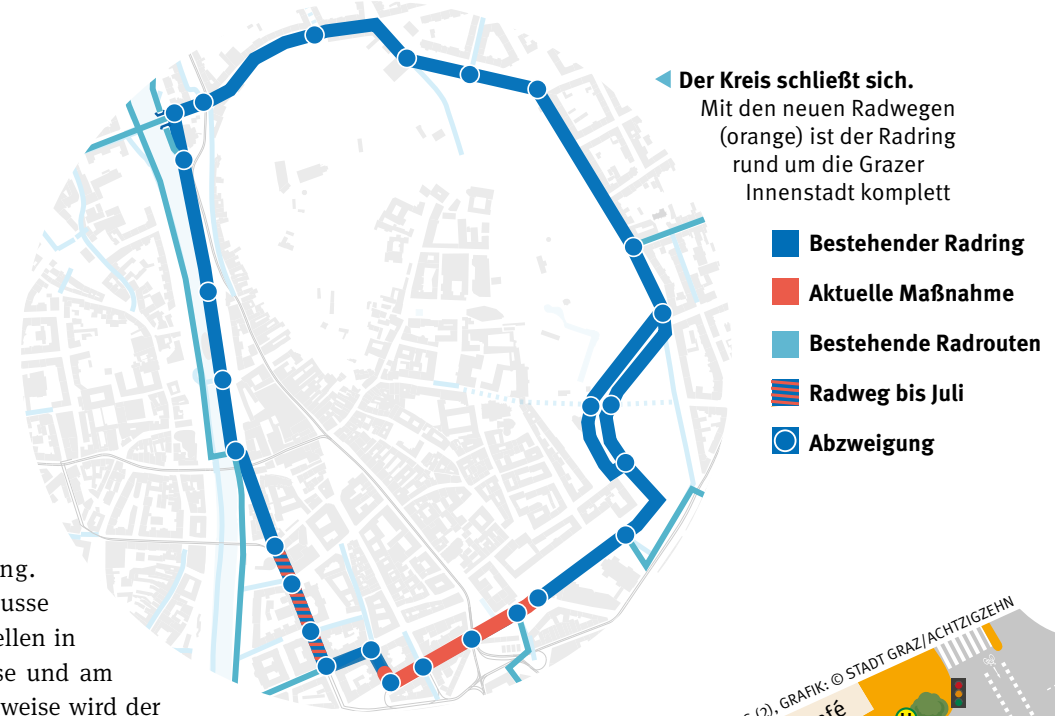 Der Kreis schließt sich.
Mit den neuen Radwegen
(orange) ist der Radring
rund um die Grazer
Innenstadt komplett
Bestehender Radring
Aktuelle Maßnahme
Bestehende Radrouten
Radweg bis Juli
Abzweigung
ng.
usse
ellen in
se und am
weise wird der
(2), GRAFIK: © STADT GRAZ/ACHTZIGZEHN
afé